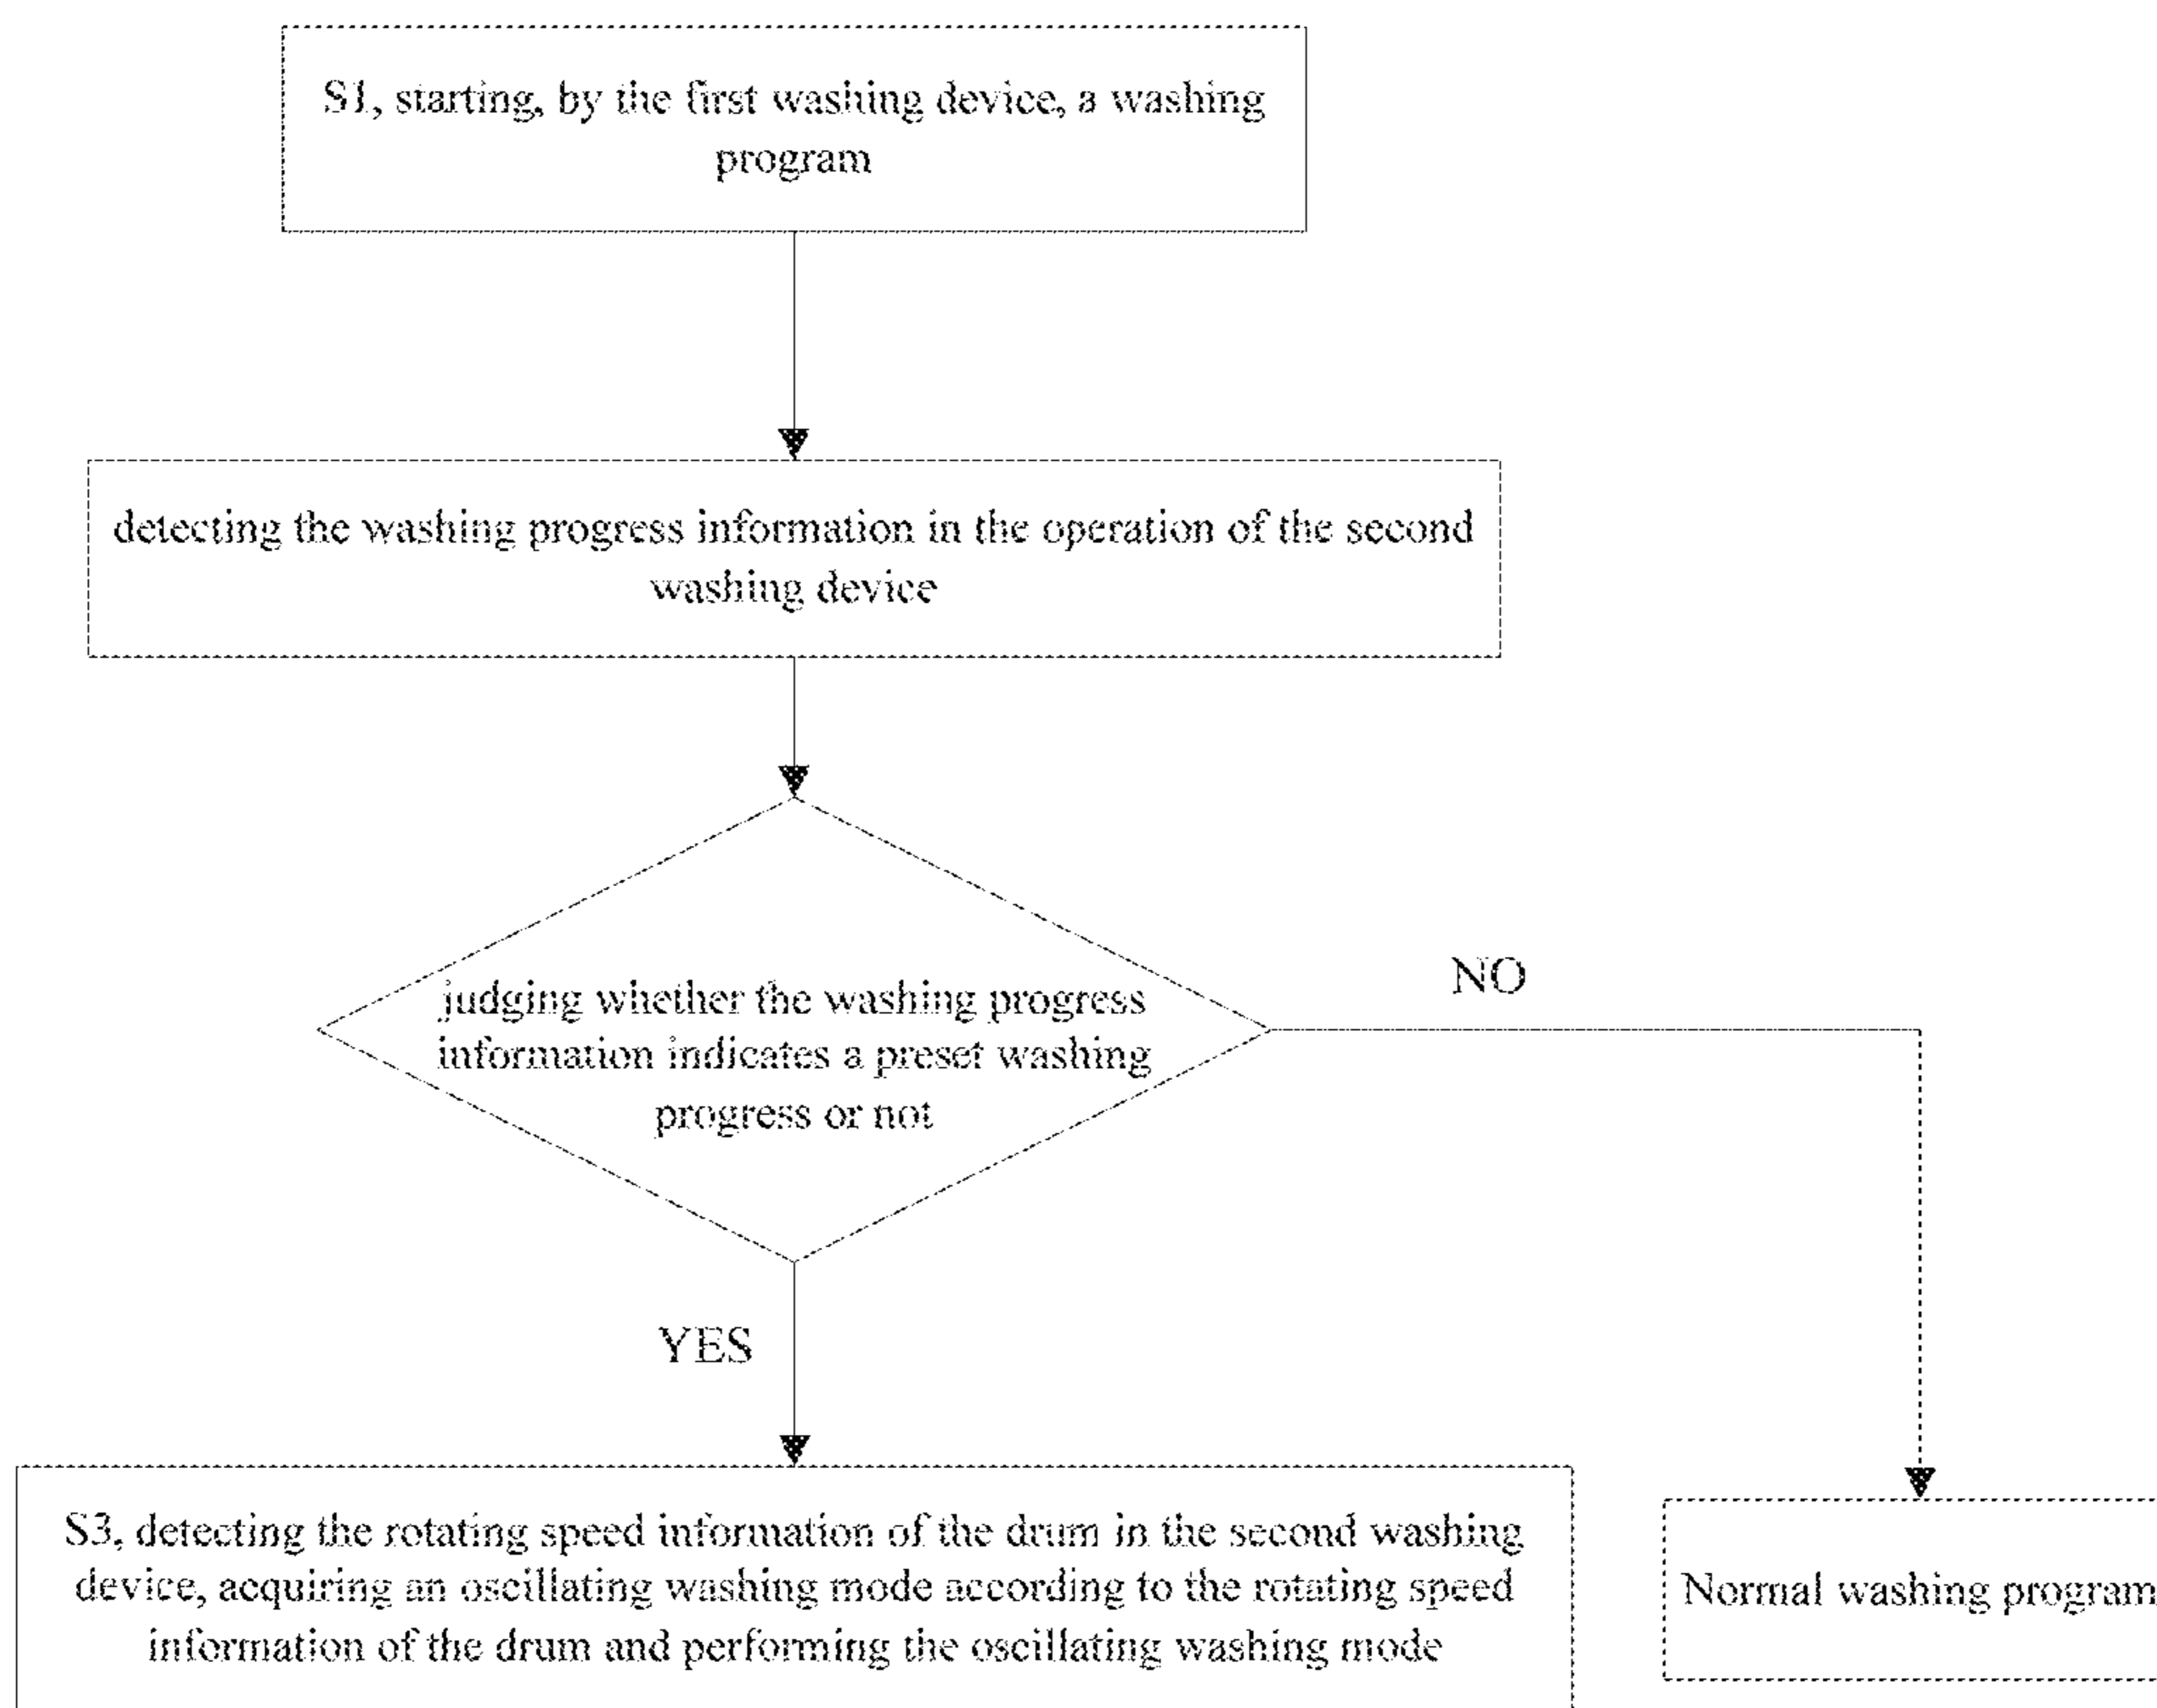 S1, starting, by the first washing device, a washing
program
detecting the washing progress information in the operation of the second
washing device
judging whether the washing progress
information indicates a preset washing
progress or not
NO
YES
S3, detecting the rotating speed information of the drum in the second washing
device, acquiring an oscillating washing mode according to the rotating speed
information of the drum and performing the oscillating washing mode
Normal washing program